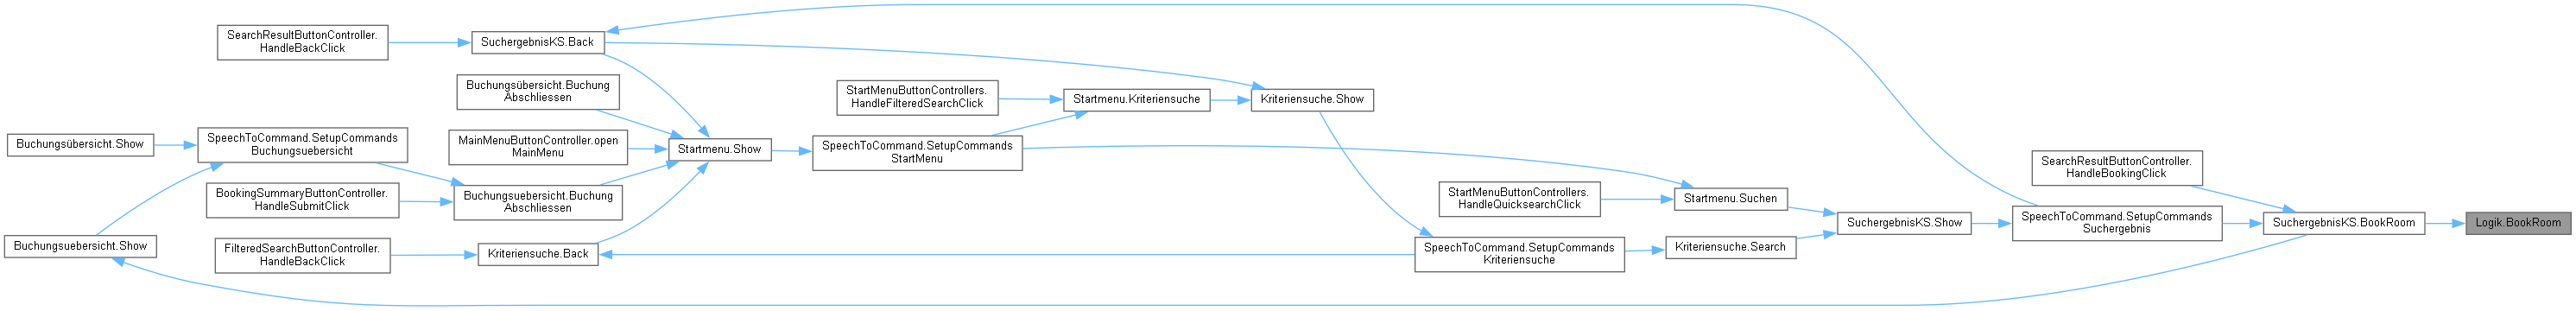 SearchResultButtonController.
HandleBackClick
SuchergebnisKS.Back
Buchungsübersicht.Buchung
Abschliessen
StartMenuButtonControllers.
HandleFilteredSearchClick
Startmenu.Kriteriensuche
Kriteriensuche.Show
Buchungsübersicht.Show
SpeechToCommand.SetupCommands
Buchungsuebersicht
MainMenuButtonController.open
MainMenu
Startmenu.Show
SpeechToCommand.SetupCommands
StartMenu
SearchResultButtonController.
HandleBookingClick
BookingSummaryButtonController.
HandleSubmitClick
Buchungsuebersicht.Buchung
Abschliessen
StartMenuButtonControllers.
HandleQuicksearchClick
Startmenu.Suchen
SuchergebnisKS.Show
SpeechToCommand.SetupCommands
Suchergebnis
SuchergebnisKS.BookRoom
Logik.BookRoom
Buchungsuebersicht.Show
FilteredSearchButtonController.
HandleBackClick
Kriteriensuche.Back
SpeechToCommand.SetupCommands
Kriteriensuche
Kriteriensuche.Search